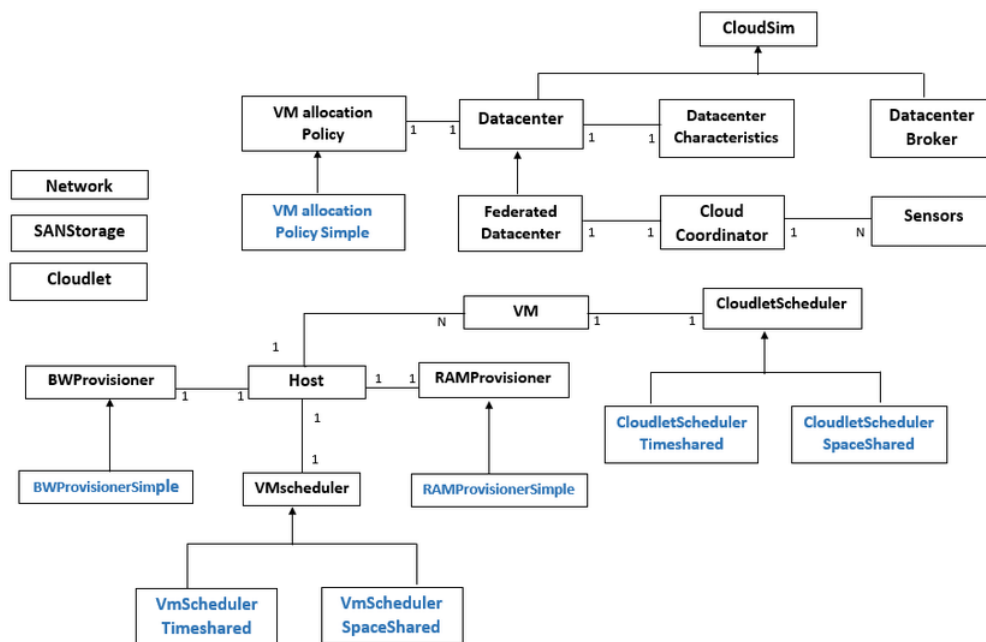 CloudSim
VM allocation
Policy
1
1
Datacenter
1
1
Datacenter
Characteristics
Datacenter
Broker
Network
SANStorage
Cloudlet
VM allocation
Policy Simple
Federated
Datacenter
1
1
Cloud
Coordinator
1
N
Sensors
VM
N
1
1
CloudletScheduler
1
BWProvisioner
1
1
Host
1
1
RAMProvisioner
1
1
CloudletScheduler
Timeshared
CloudletScheduler
SpaceShared
BWProvisionerSimple
VMscheduler
RAMProvisionerSimple
VmScheduler
Timeshared
VmScheduler
SpaceShared